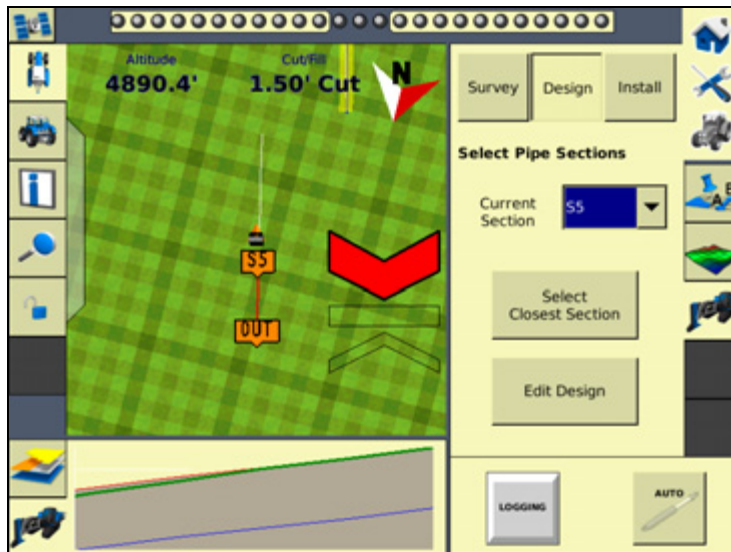 Altitude
4890.4'
Cut/Fill
1.50' Cut
N
S5
OUT
Survey
Design
Install
Select Pipe Sections
Current
Section
S5
Select
Closest Section
Edit Design
LOGGING
AUTO
A
B